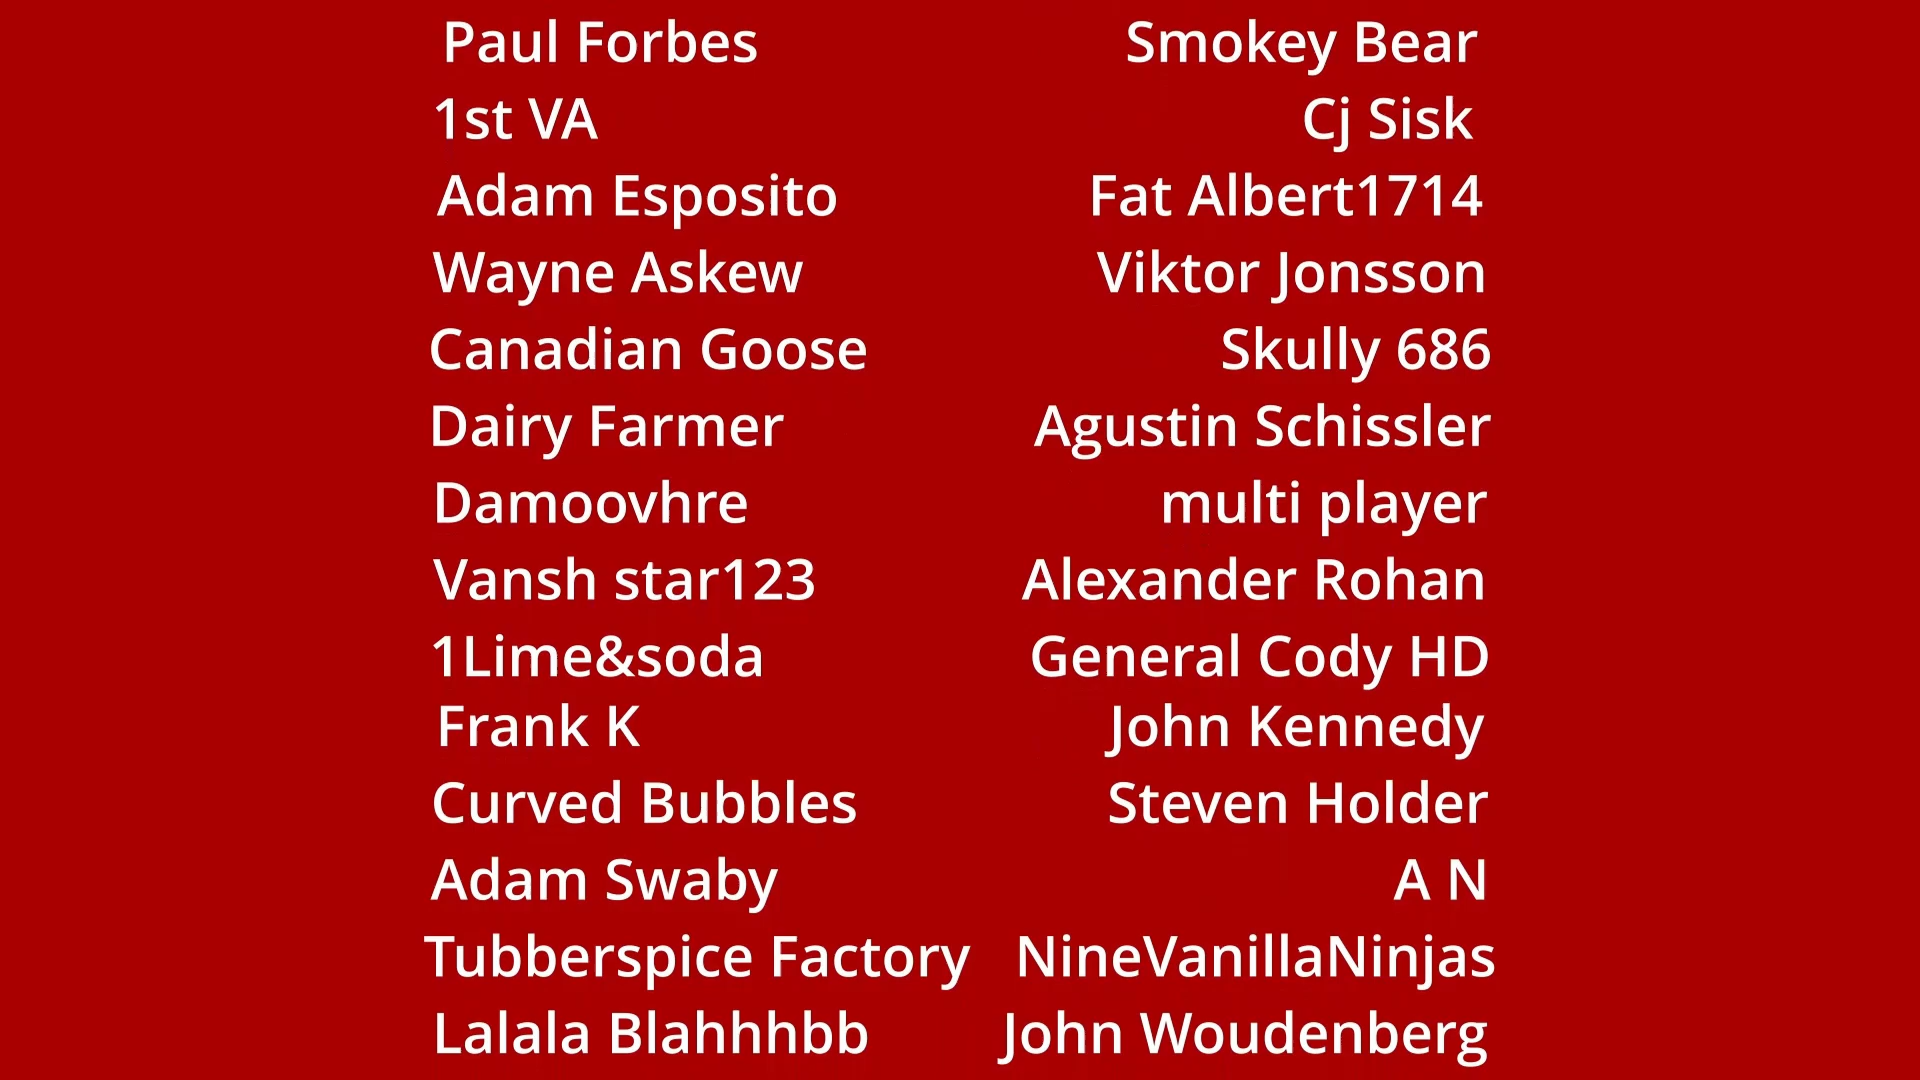 Paul Forbes Smokey Bear
1st VA Cj Sisk
Adam Esposito Fat Albert1714
Wayne Askew Viktor Jonsson
Canadian Goose Skully 686
Dairy Farmer Agustin Schissler
Damoovhre multi player
Vansh star123 Alexander Rohan
1Lime&soda General Cody HD
Frank K John Kennedy
Curved Bubbles Steven Holder
Adam Swaby A N
Tubberspice Factory NineVanillaNinjas
Lalala Blahhhbb John Woudenberg